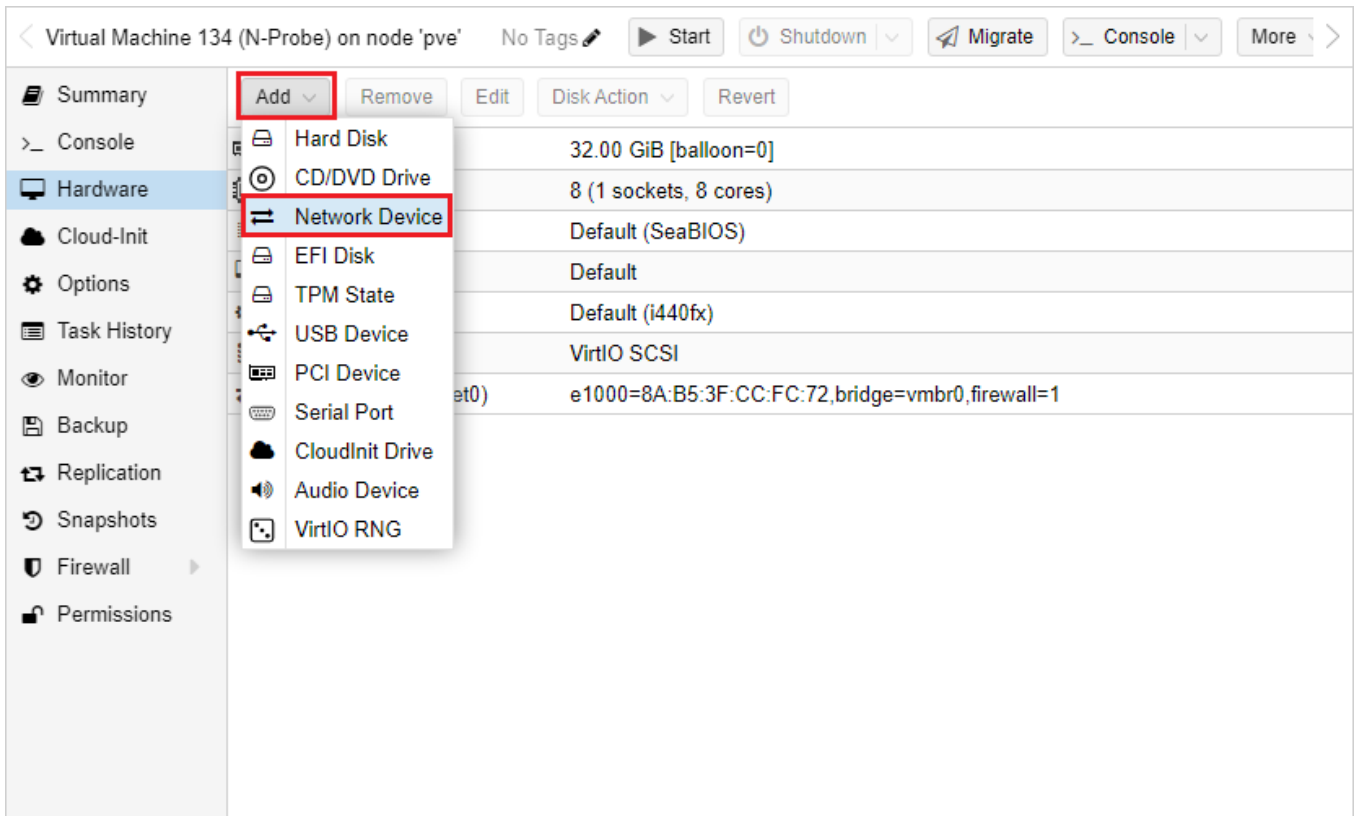 Virtual Machine 134 (N-Probe) on node 'pve' No Tags Start Shutdown Migrate >_ Console More
Summary
Console
Hardware
Cloud-Init
Options
Task History
Monitor
Backup
Replication
Snapshots
Firewall
Permissions
Add Remove Edit Disk Action Revert
Hard Disk
CD/DVD Drive
Network Device
EFI Disk
TPM State
USB Device
PCI Device
Serial Port
CloudInit Drive
Audio Device
VirtIO RNG
32.00 GiB [balloon=0]
8 (1 sockets, 8 cores)
Default (SeaBIOS)
Default
Default (i440fx)
VirtIO SCSI
et0) e1000=8A:B5:3F:CC:FC:72,bridge=vmbr0,firewall=1